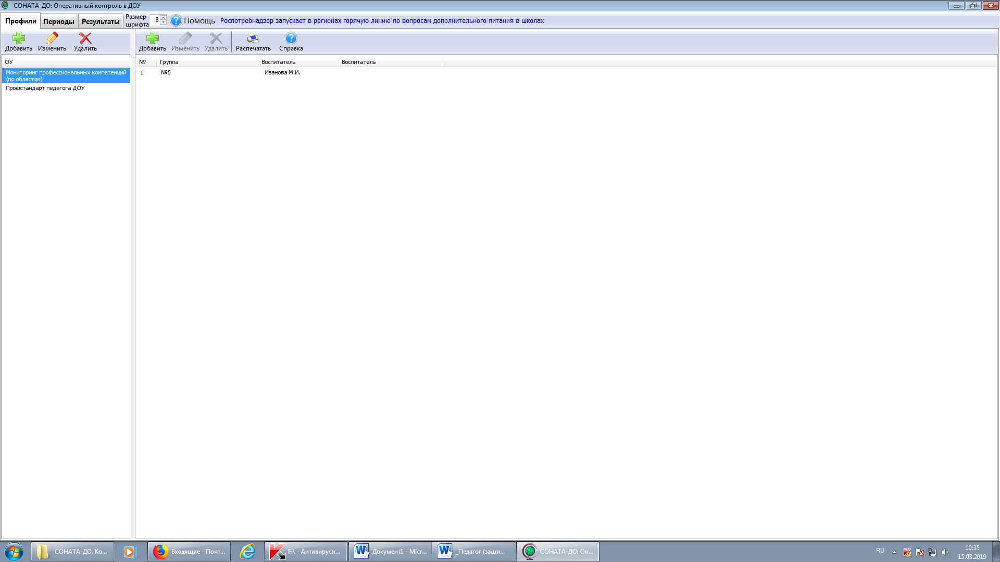 СОНАТА-ДО: Оперативный контроль в ДОУ
Профили
Периоды
Результаты
Размер
шрифта
8
Помощь
Роспотребнадзор запускает в регионах горячую линию по вопросам дополнительного питания в школах
Добавить
Изменить
Удалить
Добавить
Изменить
Удалить
Распечатать
Справка
ОУ
Мониторинг профессиональных компетенций
(по областям)
Профстандарт педагога ДОУ
№ Группа Воспитатель Воспитатель
1 №5 Иванова М.И.
СОНАТА-ДО. Ко...
Входящие - Почт...
F:\ - Антивирусн...
Документ1 - Micr...
_Педагог (защи...
СОНАТА-ДО: Оп...
RU
10:35
15.03.2019